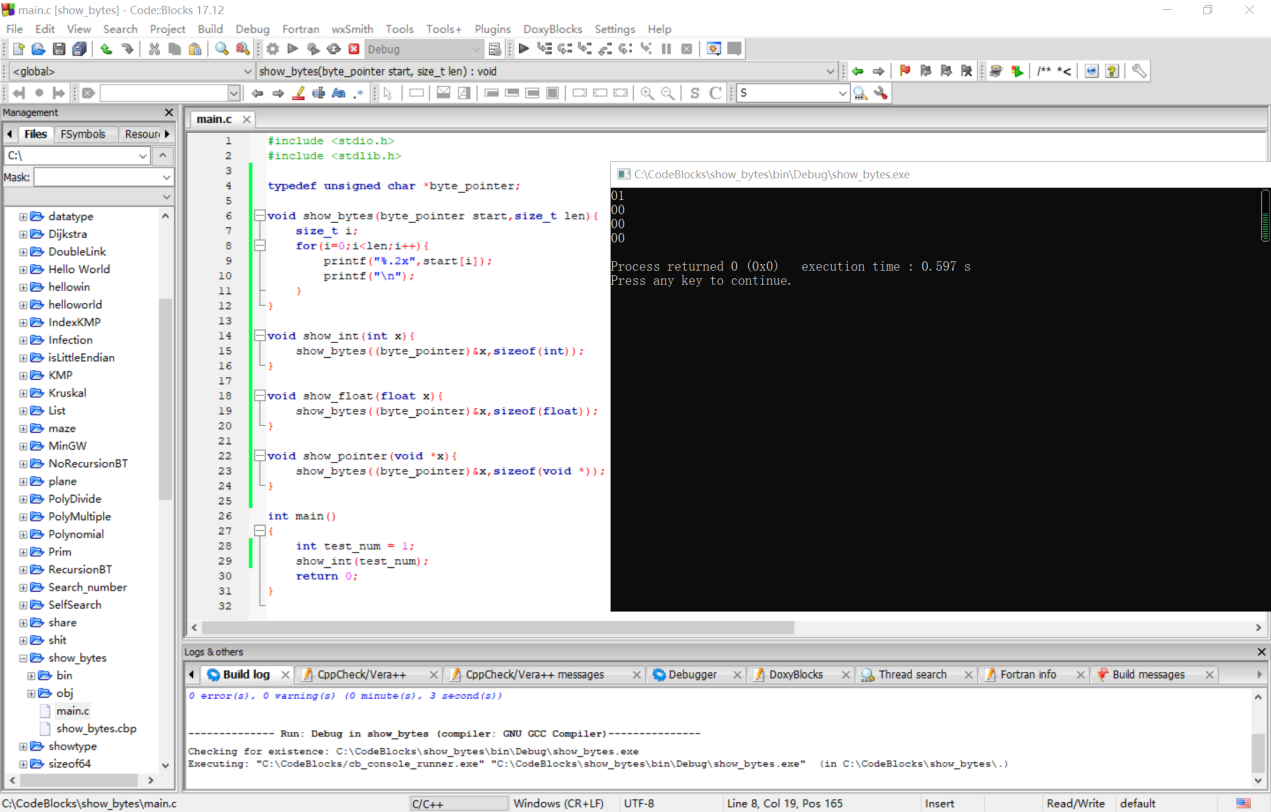 main.c [show_bytes] - Code::Blocks 17.12
File Edit View Search Project Build Debug Fortran wxSmith Tools Tools+ Plugins DoxyBlocks Settings Help
Debug
<global>
show_bytes(byte_pointer start, size_t len) : void
/** *<
S C
S
Management
Files FSymbols Resourc
C:\
Mask:
datatype
Dijkstra
DoubleLink
Hello World
hellowin
helloworld
IndexKMP
Infection
isLittleEndian
KMP
Kruskal
List
maze
MinGW
NoRecursionBT
plane
PolyDivide
PolyMultiple
Polynomial
Prim
RecursionBT
Search_number
SelfSearch
share
shit
show_bytes
bin
obj
main.c
show_bytes.cbp
showtype
sizeof64
main.c
1 #include <stdio.h>
2 #include <stdlib.h>
3
4 typedef unsigned char *byte_pointer;
5
6 void show_bytes(byte_pointer start,size_t len){
7 size_t i;
8 for(i=0;i<len;i++){
9 printf("%.2x",start[i]);
10 printf("\n");
11 }
12 }
13
14 void show_int(int x){
15 show_bytes((byte_pointer)&x,sizeof(int));
16 }
17
18 void show_float(float x){
19 show_bytes((byte_pointer)&x,sizeof(float));
20 }
21
22 void show_pointer(void *x){
23 show_bytes((byte_pointer)&x,sizeof(void *));
24 }
25
26 int main()
27 {
28 int test_num = 1;
29 show_int(test_num);
30 return 0;
31 }
32
C:\CodeBlocks\show_bytes\bin\Debug\show_bytes.exe
01
00
00
00
Process returned 0 (0x0) execution time : 0.597 s
Press any key to continue.
Logs & others
Build log CppCheck/Vera++ CppCheck/Vera++ messages Debugger DoxyBlocks Thread search Fortran info Build messages
0 error(s), 0 warning(s) (0 minute(s), 3 second(s))
-------------- Run: Debug in show_bytes (compiler: GNU GCC Compiler)---------------
Checking for existence: C:\CodeBlocks\show_bytes\bin\Debug\show_bytes.exe
Executing: "C:\CodeBlocks/cb_console_runner.exe" "C:\CodeBlocks\show_bytes\bin\Debug\show_bytes.exe" (in C:\CodeBlocks\show_bytes\.)
C:\CodeBlocks\show_bytes\main.c C/C++ Windows (CR+LF) UTF-8 Line 8, Col 19, Pos 165 Insert Read/Write default